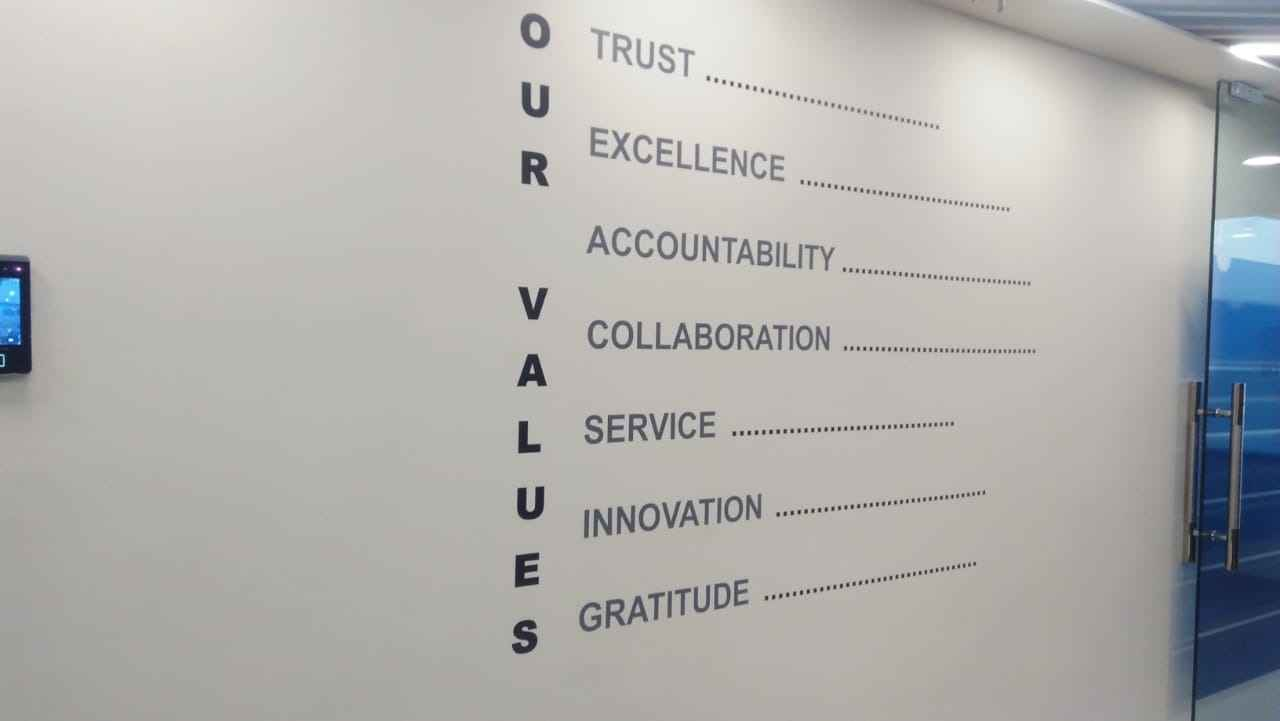 OUR VALUES
TRUST ................................
EXCELLENCE ................................
ACCOUNTABILITY ................................
COLLABORATION ................................
SERVICE ................................
INNOVATION ................................
GRATITUDE ................................